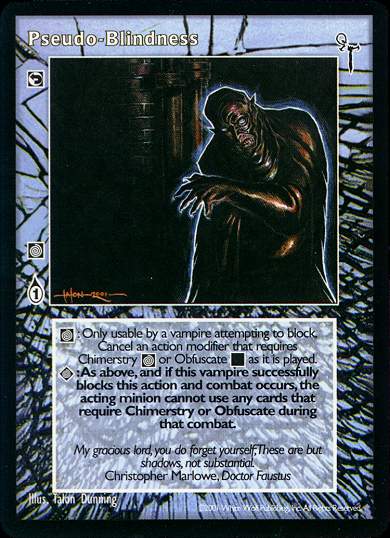 Pseudo-Blindness
TALON-2001-
1
: Only usable by a vampire attempting to block.
Cancel an action modifier that requires
Chimerstry or Obfuscate as it is played.
:As above, and if this vampire successfully
blocks this action and combat occurs, the
acting minion cannot use any cards that
require Chimerstry or Obfuscate during
that combat.
My gracious lord, you do forget yourself,These are but
shadows, not substantial.
Christopher Marlowe, Doctor Faustus
Illus. Talon Dunning
©2001 White Wolf Publishing, Inc. All Rights Reserved.